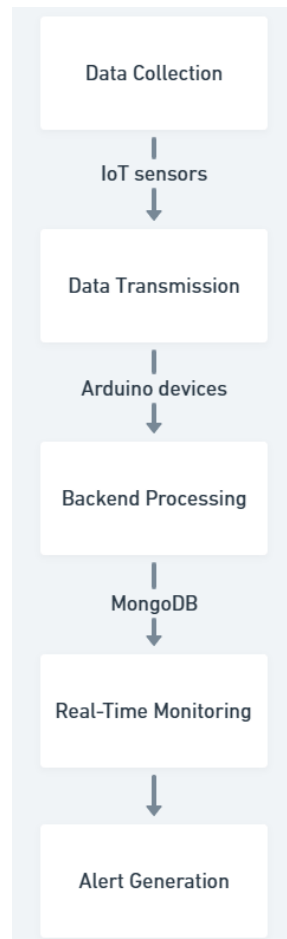 Data Collection
IoT sensors
Data Transmission
Arduino devices
Backend Processing
MongoDB
Real-Time Monitoring
Alert Generation